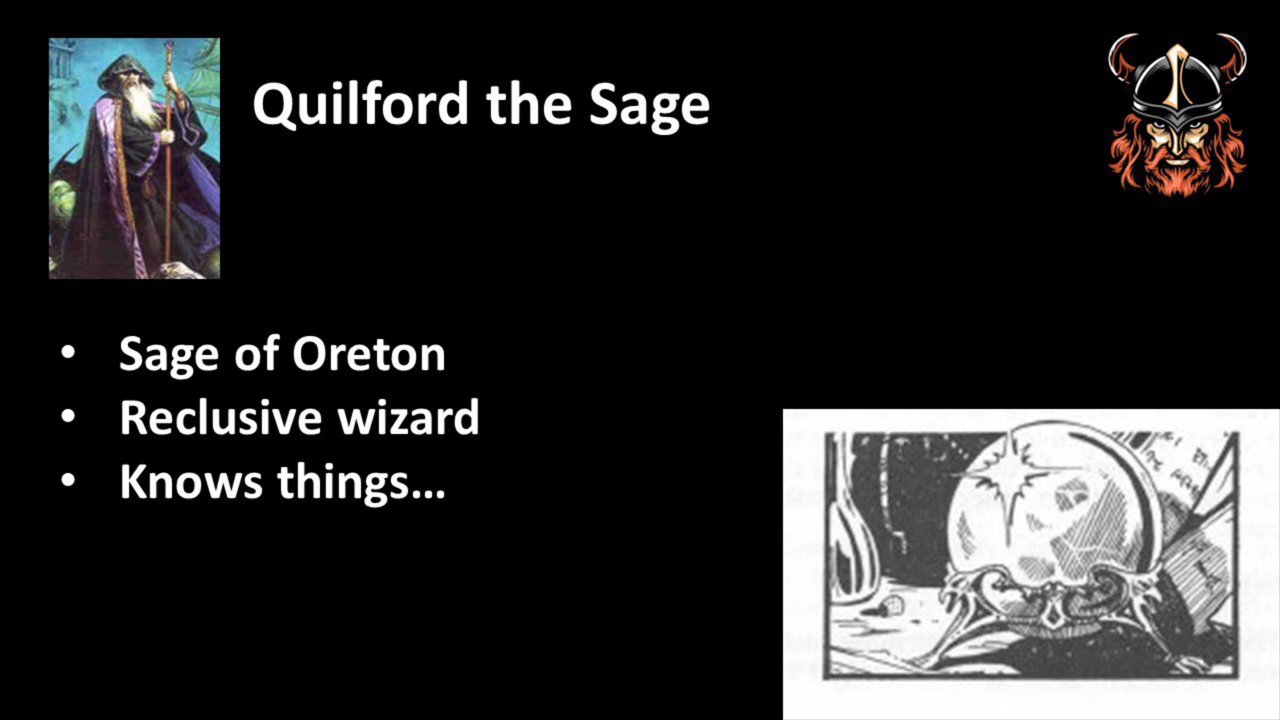 Quilford the Sage
• Sage of Oreton
• Reclusive wizard
• Knows things...